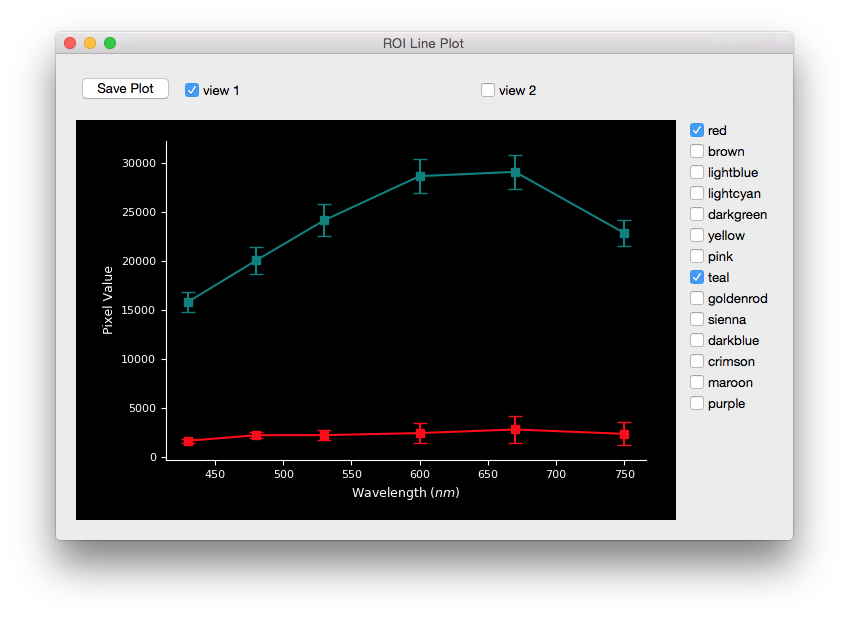 ROI Line Plot
Save Plot
view 1
view 2
red
brown
lightblue
lightcyan
darkgreen
yellow
pink
teal
goldenrod
sienna
darkblue
crimson
maroon
purple
30000
25000
20000
15000
10000
5000
0
Pixel Value
450 500 550 600 650 700 750
Wavelength (nm)